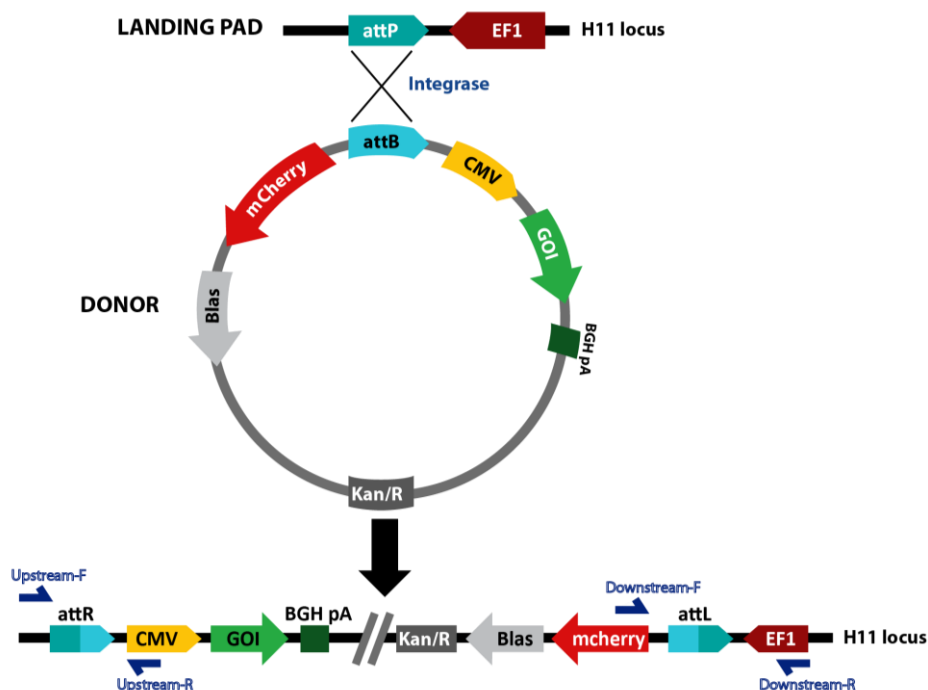 LANDING PAD
attP
EF1
H11 locus
Integrase
attB
CMV
mCherry
GOI
DONOR
Blas
BGH pA
Kan/R
Upstream-F
Downstream-F
attR
BGH pA
attL
CMV
GOI
Kan/R
Blas
mcherry
EF1
H11 locus
Upstream-R
Downstream-R